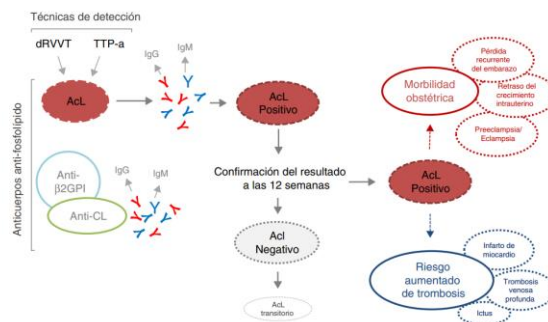 Técnicas de detección
dRVVT
TTP-a
IgG
IgM
AcL
AcL
Positivo
Anticuerpos anti-fosfolípido
Anti-
β2GPI
Anti-CL
IgG
IgM
Confirmación del resultado
a las 12 semanas
Acl
Negativo
AcL
transitorio
AcL
Positivo
Morbilidad
obstétrica
Pérdida
recurrente
del embarazo
Retraso del
crecimiento
intrauterino
Preeclampsia/
Eclampsia
Riesgo
aumentado
de trombosis
Infarto de
miocardio
Trombosis
venosa
profunda
Ictus